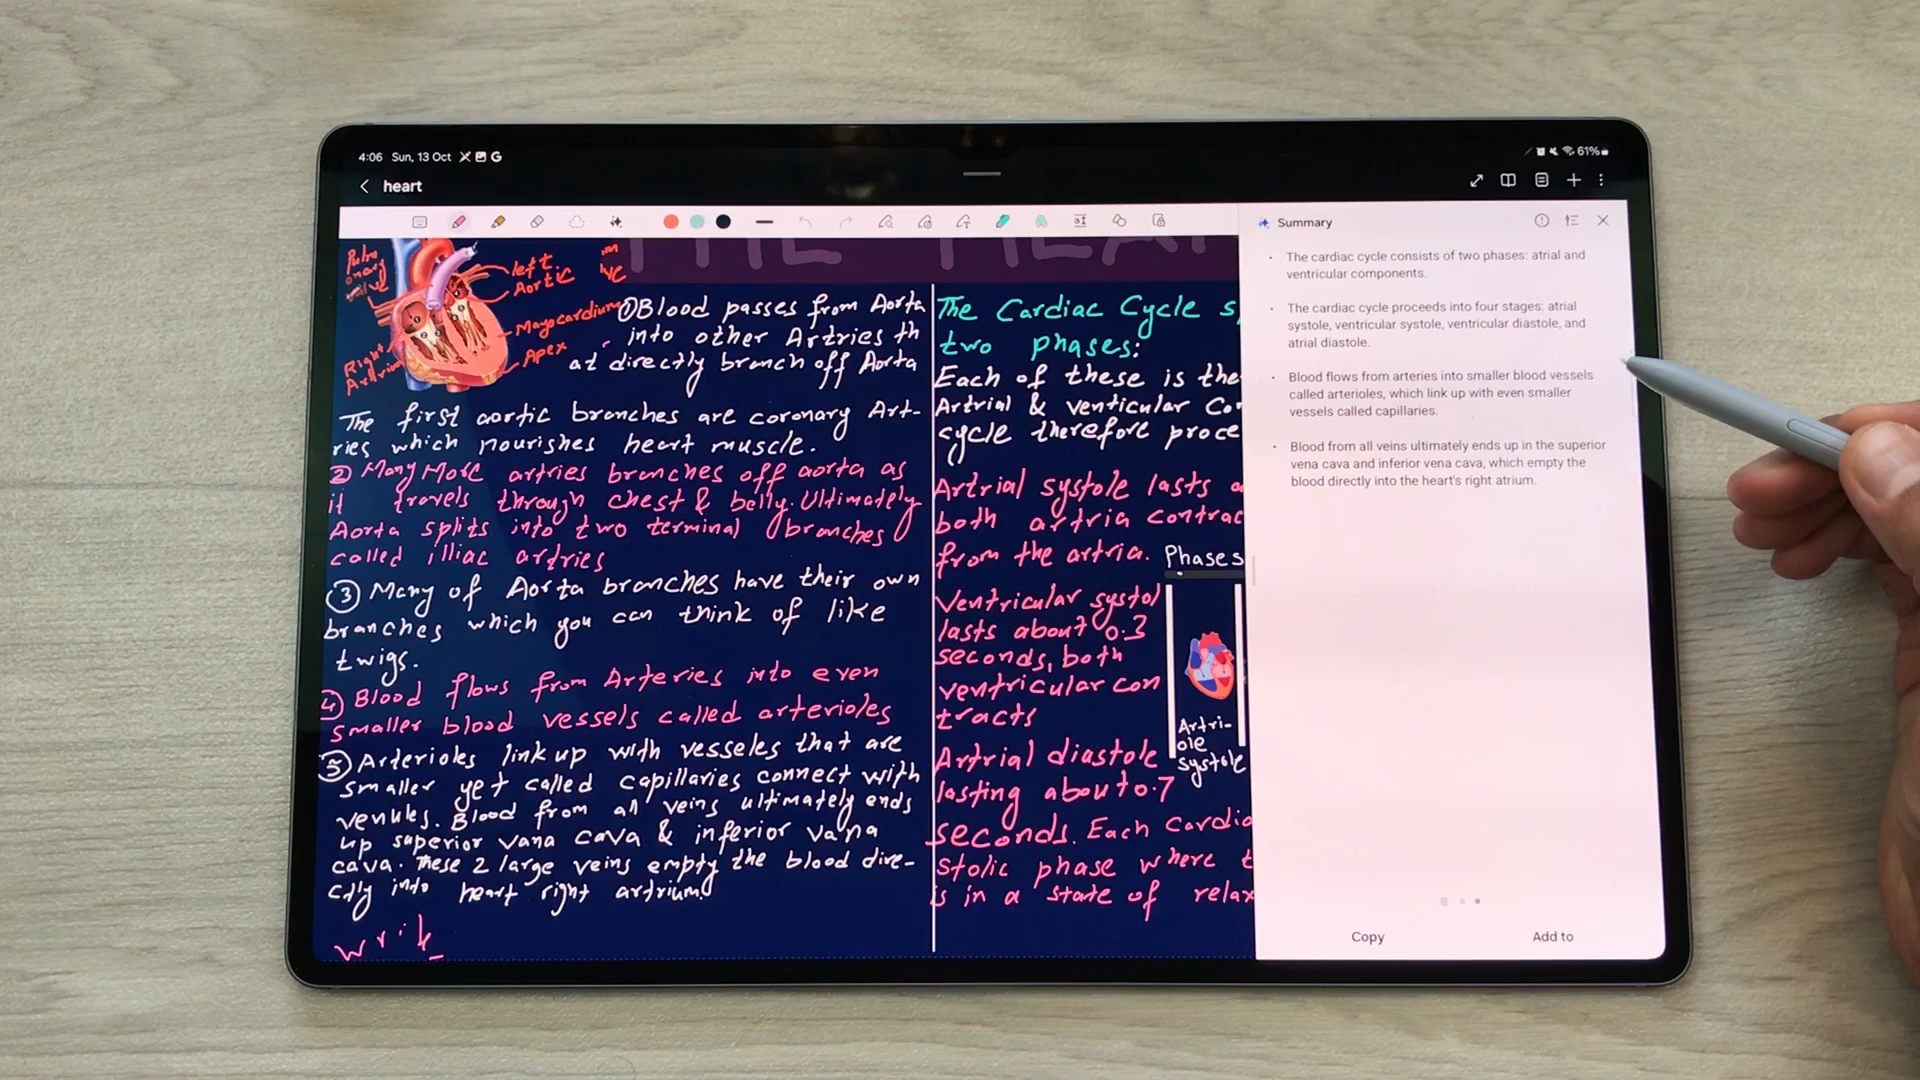 4:06 Sun, 13 Oct
61%
heart
THE HEAR
Pulm
onary
valve
left
Aortic
Mayocardium
Apex
Right
Artrium
①Blood passes from Aorta
into other Artries th
at directly branch off Aorta
The first aortic branches are coronary Art-
ries which nourishes heart muscle.
② Many More artries branches off aorta as
it travels through chest & belly. Ultimately
Aorta splits into two terminal branches
called illiac artries
③ Many of Aorta branches have their own
branches which you can think of like
twigs.
④ Blood flows from Arteries into even
smaller blood vessels called arterioles
⑤ Arterioles link up with vesseles that are
smaller yet called capillaries connect with
venules. Blood from all veins ultimately ends
up superior vana cava & inferior vana
cava. These 2 large veins empty the blood dire-
ctly into heart right artrium.
The Cardiac Cycle
two phases:
Each of these is the
Artrial & venticular Co
cycle therefore proce
Artrial systole lasts
both artria contrac
from the artria.
Phases
Ventricular systol
lasts about 0.3
seconds, both
ventricular con
tracts
Artri-
ole
systole
Artrial diastole
lasting about 0.7
seconds. Each Cardia
stolic phase where t
is in a state of relax
Summary
· The cardiac cycle consists of two phases: atrial and
ventricular components.
· The cardiac cycle proceeds into four stages: atrial
systole, ventricular systole, ventricular diastole, and
atrial diastole.
· Blood flows from arteries into smaller blood vessels
called arterioles, which link up with even smaller
vessels called capillaries.
· Blood from all veins ultimately ends up in the superior
vena cava and inferior vena cava, which empty the
blood directly into the heart's right atrium.
Copy
Add to